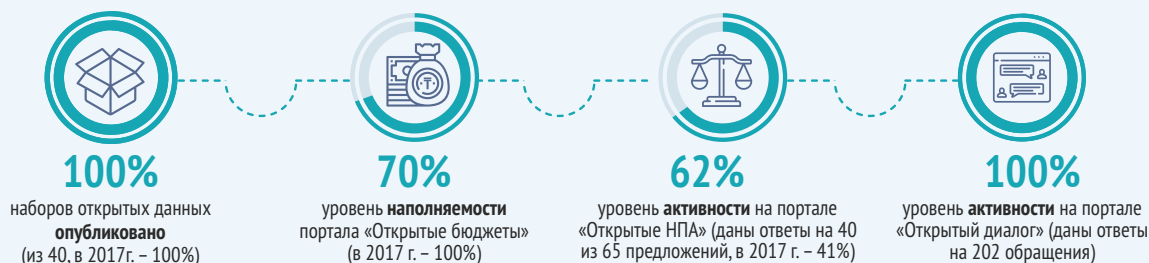 100%
наборов открытых данных
опубликовано
(из 40, в 2017г. – 100%)
70%
уровень наполняемости
портала «Открытые бюджеты»
(в 2017 г. – 100%)
62%
уровень активности на портале
«Открытые НПА» (даны ответы на 40
из 65 предложений, в 2017 г. – 41%)
100%
уровень активности на портале
«Открытый диалог» (даны ответы
на 202 обращения)